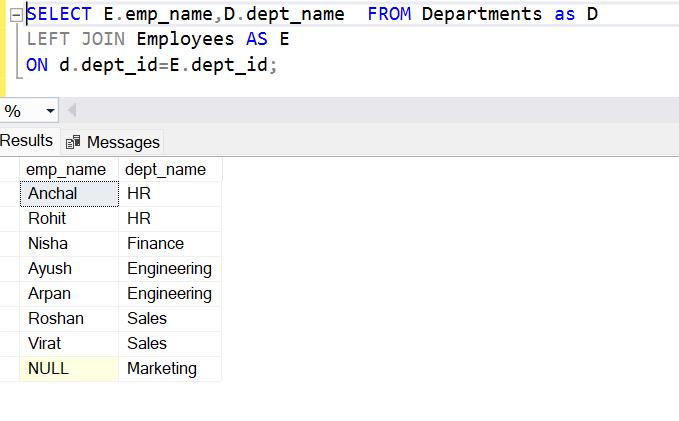 SELECT E.emp_name,D.dept_name  FROM Departments as D
LEFT JOIN Employees AS E
ON d.dept_id=E.dept_id;
%
Results Messages
emp_name dept_name
Anchal HR
Rohit HR
Nisha Finance
Ayush Engineering
Arpan Engineering
Roshan Sales
Virat Sales
NULL Marketing